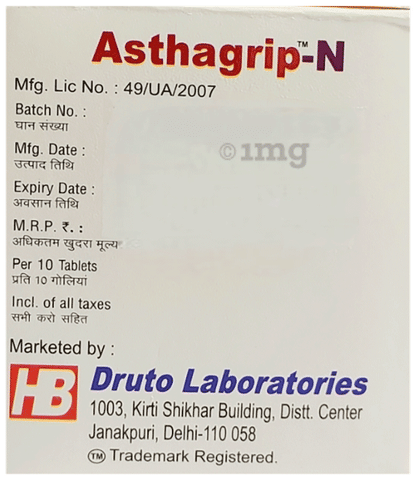 Asthagrip™-N
Mfg. Lic No. : 49/UA/2007
Batch No. :
घान संख्या
Mfg. Date :
उत्पाद तिथि
©1mg
Expiry Date :
अवसान तिथि
M.R.P. ₹. :
अधिकतम खुदरा मूल्य
Per 10 Tablets
प्रति 10 गोलियां
Incl. of all taxes
सभी करो सहित
Marketed by :
HB Druto Laboratories
1003, Kirti Shikhar Building, Distt. Center
Janakpuri, Delhi-110 058
TM Trademark Registered.